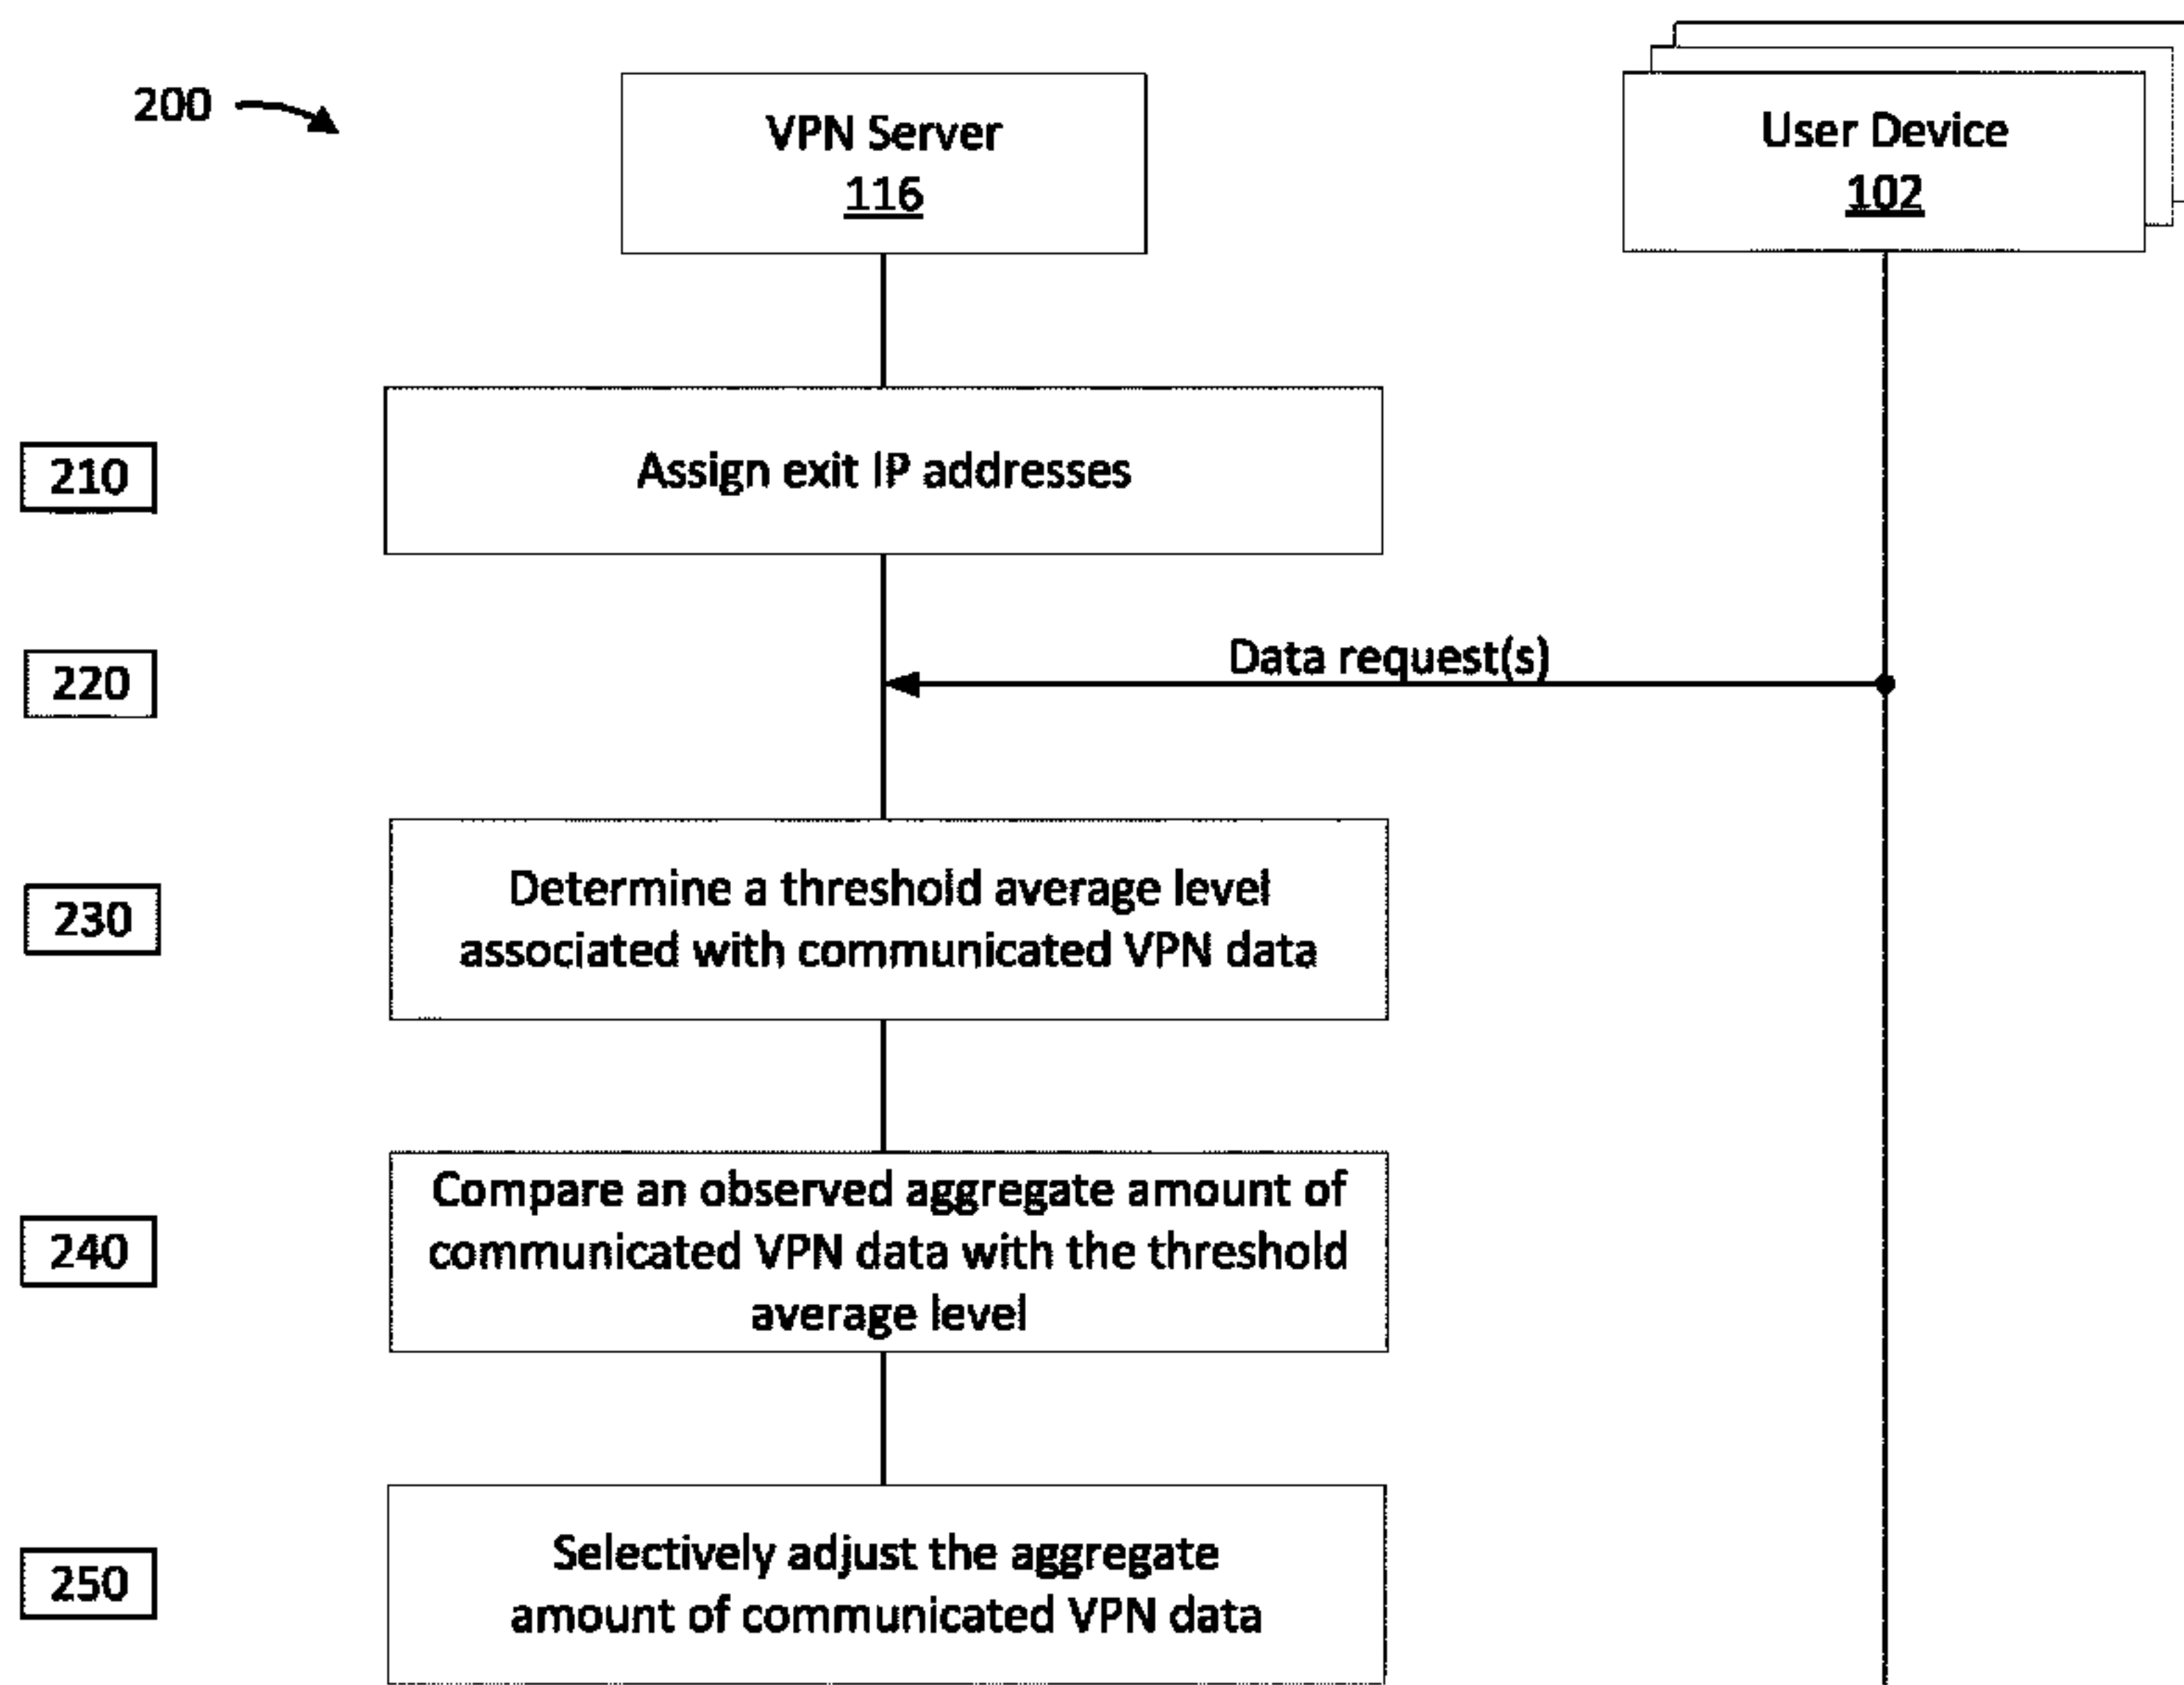 200
VPN Server
116
User Device
102
210
Assign exit IP addresses
220
Data request(s)
230
Determine a threshold average level
associated with communicated VPN data
240
Compare an observed aggregate amount of
communicated VPN data with the threshold
average level
250
Selectively adjust the aggregate
amount of communicated VPN data